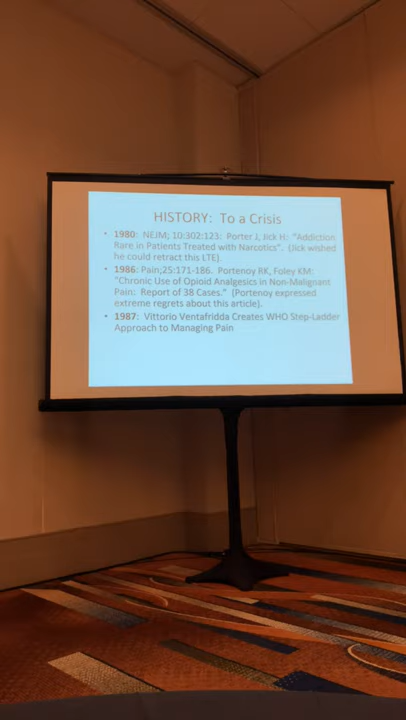 HISTORY: To a Crisis
• 1980: NEJM; 10:302:123: Porter J, Jick H: "Addiction
Rare in Patients Treated with Narcotics". (Jick wished
he could retract this LTE).
• 1986: Pain;25:171-186. Portenoy RK, Foley KM:
"Chronic Use of Opioid Analgesics in Non-Malignant
Pain: Report of 38 Cases." (Portenoy expressed
extreme regrets about this article).
• 1987: Vittorio Ventafridda Creates WHO Step-Ladder
Approach to Managing Pain